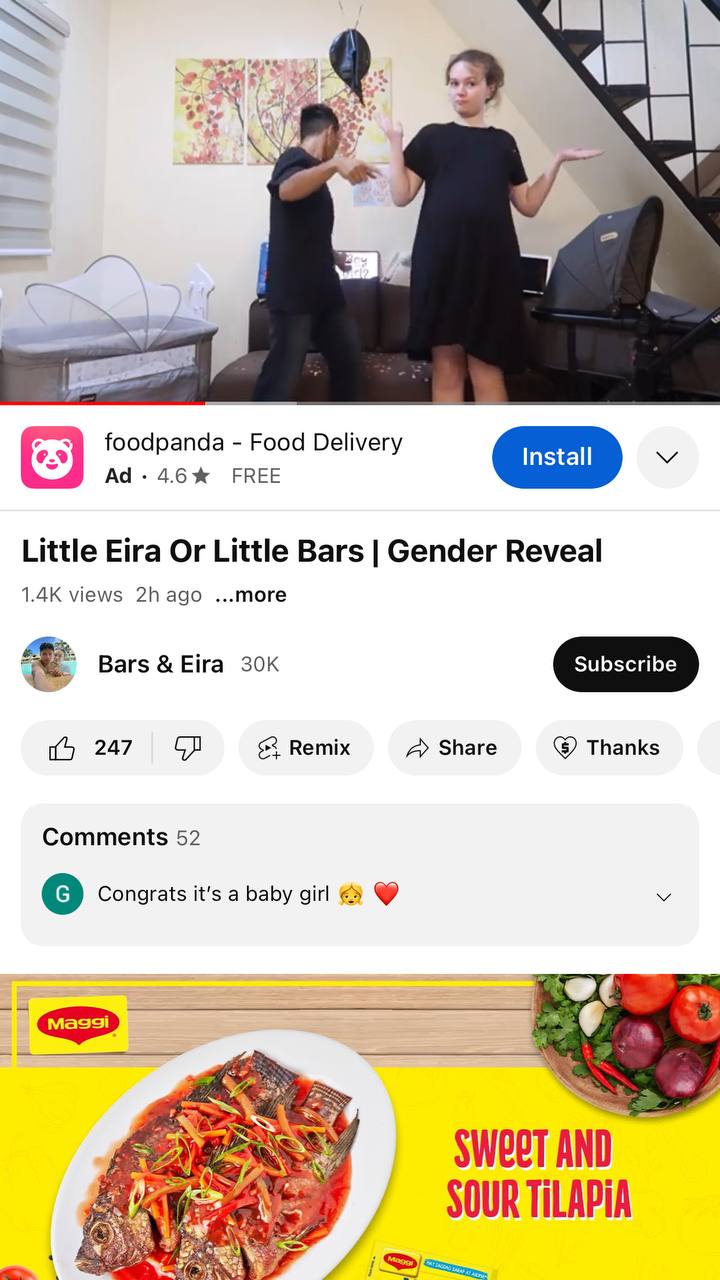 Boy
foodpanda - Food Delivery
Ad · 4.6★ FREE
Install
Little Eira Or Little Bars | Gender Reveal
1.4K views 2h ago ...more
Bars & Eira 30K
Subscribe
247
Remix
Share
Thanks
Comments 52
G
Congrats it’s a baby girl 👧 ❤️
Maggi
SWeeT AND
SOUR TiLAPiA
Maggi